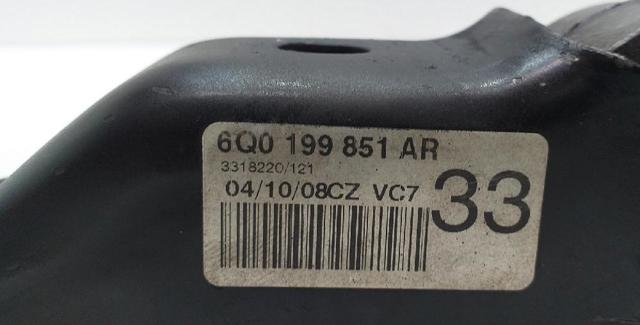 6Q0 199 851 AR
3318220/121
04/10/08CZ VC7
33